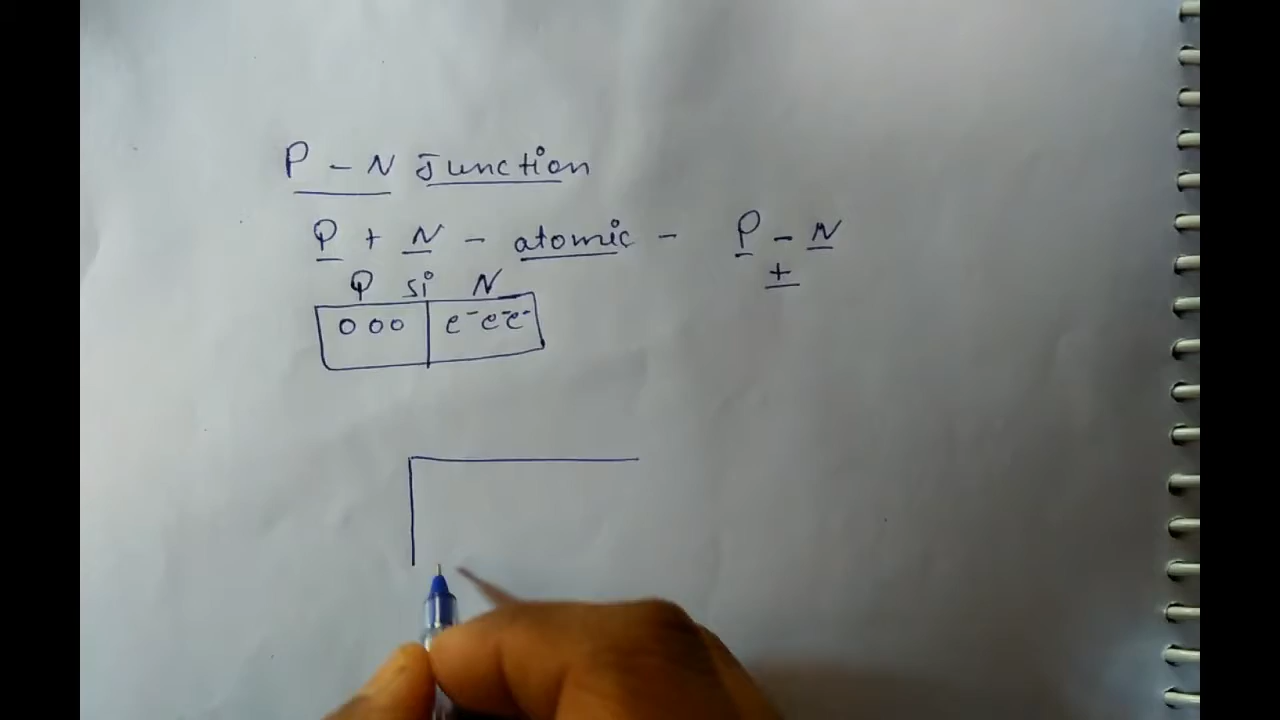 P - N Junction
P + N - atomic - P - N
+
P si N
o o o e⁻ e⁻ e⁻